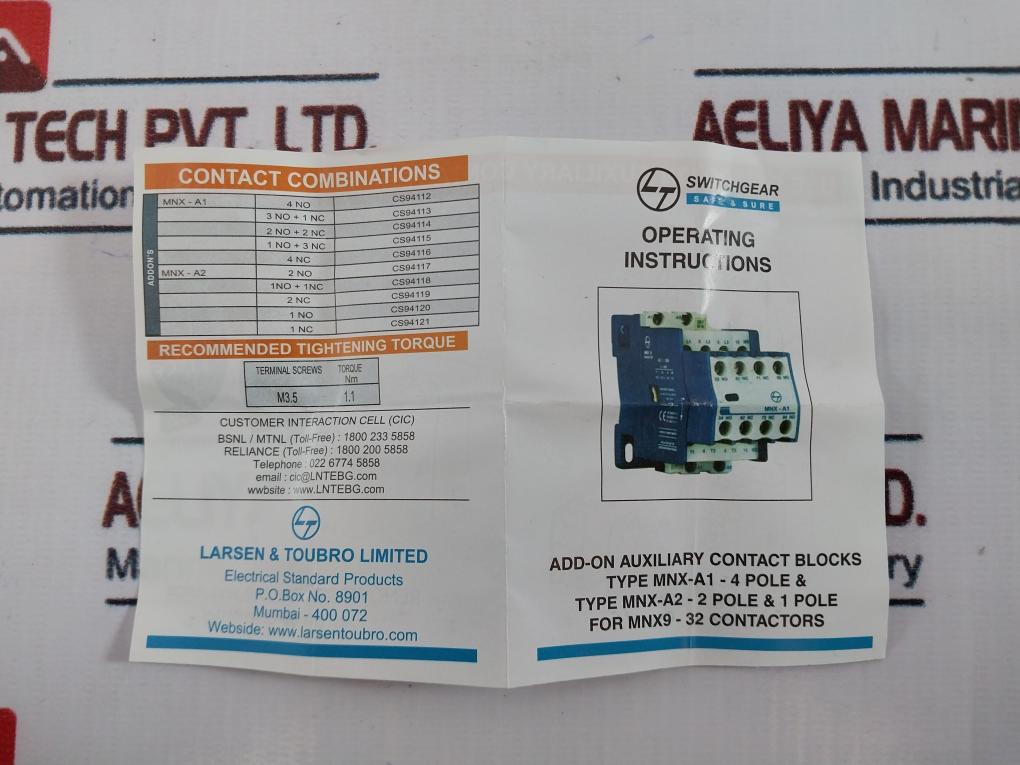 TECH PVT. LTD.
AELIYA MARIN
Industria
CONTACT COMBINATIONS
ADDON'S
MNX - A1 4 NO CS94112
3 NO + 1 NC CS94113
2 NO + 2 NC CS94114
1 NO + 3 NC CS94115
4 NC CS94116
MNX - A2 2 NO CS94117
1NO + 1NC CS94118
2 NC CS94119
1 NO CS94120
1 NC CS94121
RECOMMENDED TIGHTENING TORQUE
TERMINAL SCREWS TORQUE Nm
M3.5 1.1
CUSTOMER INTERACTION CELL (CIC)
BSNL / MTNL (Toll-Free) : 1800 233 5858
RELIANCE (Toll-Free) : 1800 200 5858
Telephone : 022 6774 5858
email : cic@LNTEBG.com
wwbsite : www.LNTEBG.com
LT
LARSEN & TOUBRO LIMITED
Electrical Standard Products
P.O.Box No. 8901
Mumbai - 400 072
Webside: www.larsentoubro.com
LT SWITCHGEAR
SAFE & SURE
OPERATING
INSTRUCTIONS
MNX - A1
ADD-ON AUXILIARY CONTACT BLOCKS
TYPE MNX-A1 - 4 POLE &
TYPE MNX-A2 - 2 POLE & 1 POLE
FOR MNX9 - 32 CONTACTORS